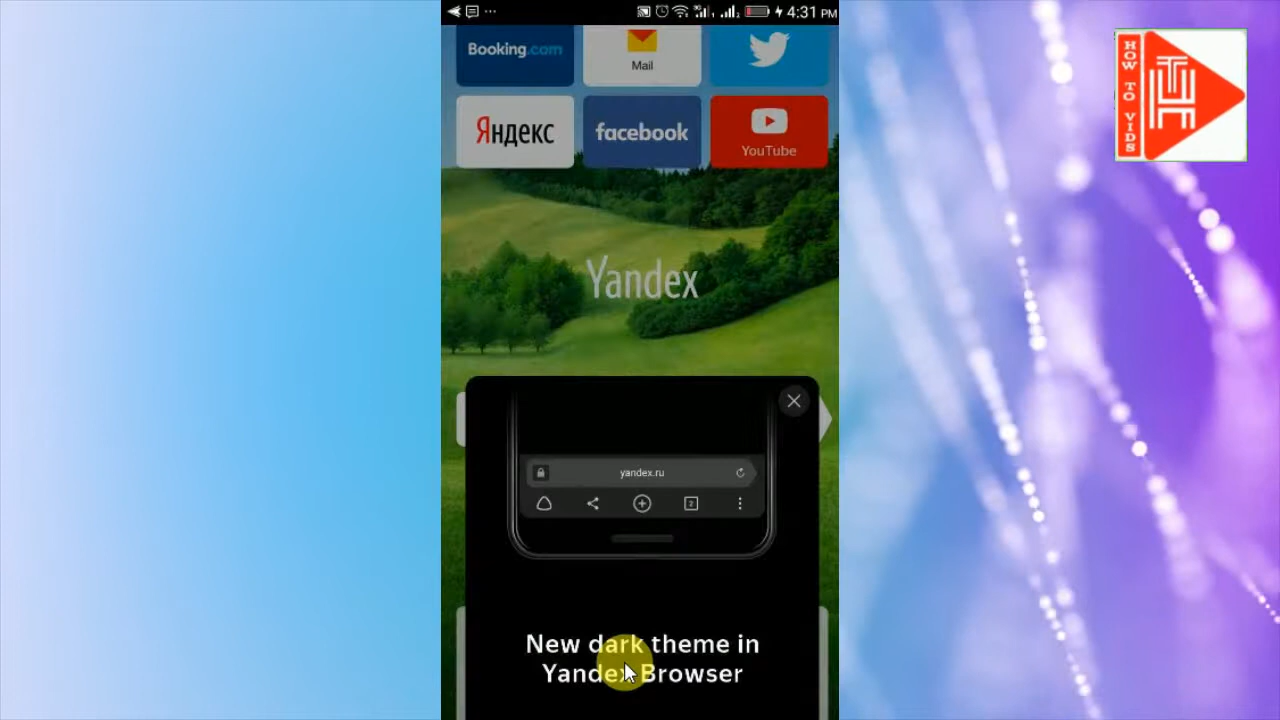 4:31 PM
Booking.com
Mail
Яндекс
facebook
YouTube
Yandex
yandex.ru
2
New dark theme in
Yandex Browser
HOW TO VIDS